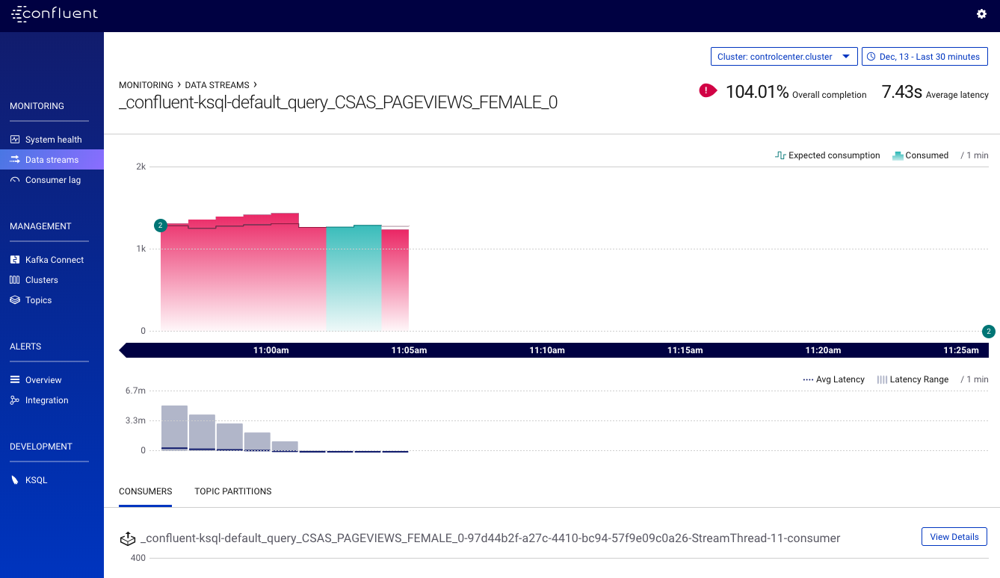 confluent
Cluster: controlcenter.cluster
Dec, 13 - Last 30 minutes
MONITORING › DATA STREAMS ›
_confluent-ksql-default_query_CSAS_PAGEVIEWS_FEMALE_0
! 104.01% Overall completion 7.43s Average latency
MONITORING
System health
Data streams
Consumer lag
MANAGEMENT
Kafka Connect
Clusters
Topics
ALERTS
Overview
Integration
DEVELOPMENT
KSQL
Expected consumption Consumed / 1 min
2k
2
1k
0
2
11:00am 11:05am 11:10am 11:15am 11:20am 11:25am
Avg Latency Latency Range / 1 min
6.7m
3.3m
0
CONSUMERS TOPIC PARTITIONS
_confluent-ksql-default_query_CSAS_PAGEVIEWS_FEMALE_0-97d44b2f-a27c-4410-bc94-57f9e09c0a26-StreamThread-11-consumer
View Details
400